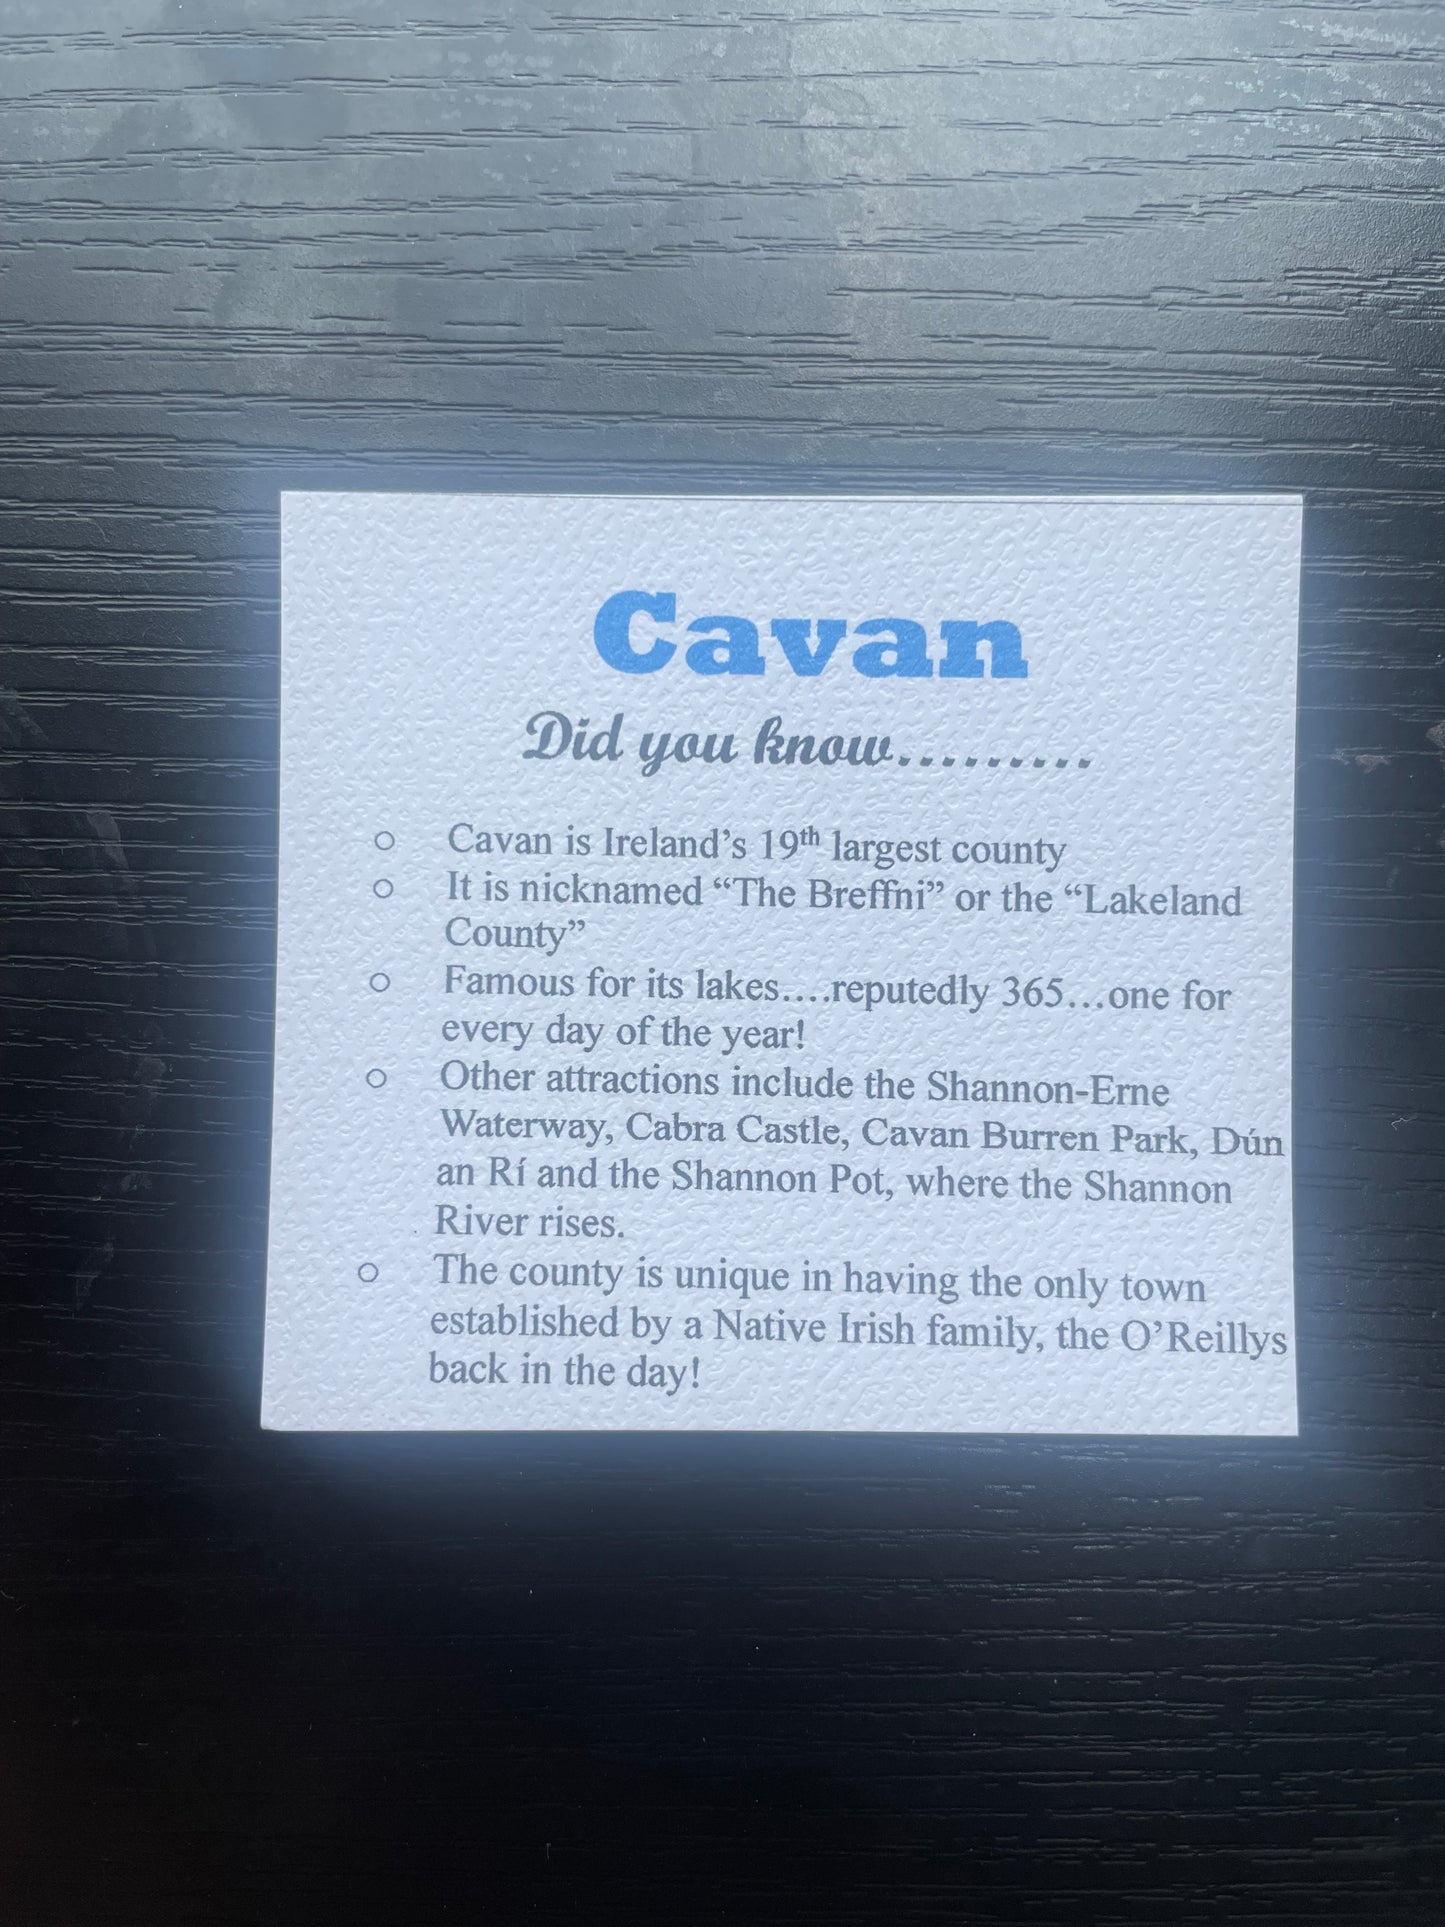 Cavan
Did you know.........
○ Cavan is Ireland’s 19th largest county
○ It is nicknamed “The Breffni” or the “Lakeland
County”
○ Famous for its lakes….reputedly 365…one for
every day of the year!
○ Other attractions include the Shannon-Erne
Waterway, Cabra Castle, Cavan Burren Park, Dún
an Rí and the Shannon Pot, where the Shannon
River rises.
○ The county is unique in having the only town
established by a Native Irish family, the O’Reillys
back in the day!